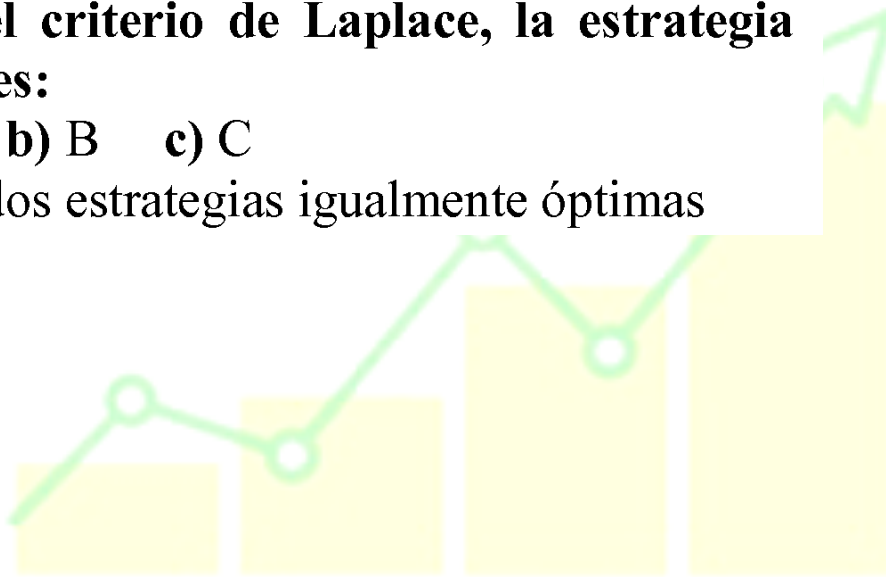 el criterio de Laplace, la estrategia
es:
b) B c) C
dos estrategias igualmente óptimas